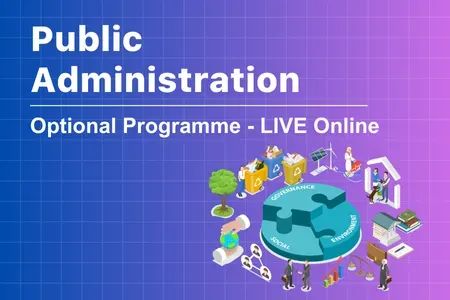 Public
Administration
Optional Programme - LIVE Online
GOVERNANCE
SOCIAL
ENVIRONMENT